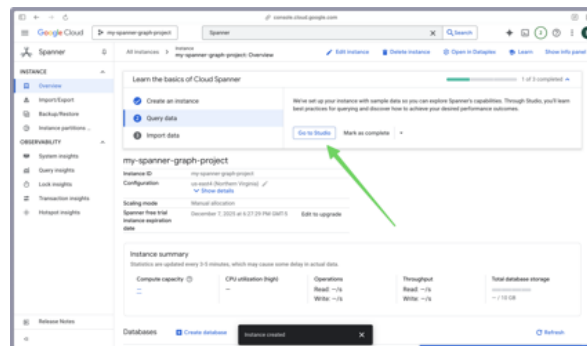 console.cloud.google.com
Google Cloud
my-spanner-graph-project
Spanner
Search
2
Spanner
All instances
Instance
my-spanner-graph-project: Overview
Edit instance
Delete instance
Open in Dataplex
Learn
Show info panel
INSTANCE
Overview
Import/Export
Backup/Restore
Instance partitions ...
OBSERVABILITY
System insights
Query insights
Lock insights
Transaction insights
Hotspot insights
Release Notes
Learn the basics of Cloud Spanner
1 of 3 completed
Create an instance
2 Query data
3 Import data
We've set up your instance with sample data so you can explore Spanner's capabilities. Through Studio, you'll learn
best practices for querying and discover how to achieve your desired performance outcomes.
Go to Studio
Mark as complete
my-spanner-graph-project
Instance ID my-spanner-graph-project
Configuration us-east4 (Northern Virginia)
Show details
Scaling mode Manual allocation
Spanner free trial instance expiration date December 7, 2025 at 6:27:25 PM GMT-5 Edit to upgrade
Instance summary
Statistics are updated every 3-5 minutes, which may cause some delay in actual data.
Compute capacity
CPU utilization (high)
Operations
Read: --/s
Write: --/s
Throughput
Read: --/s
Write: --/s
Total database storage
-- / 10 GB
Databases
Create database
Refresh
Instance created